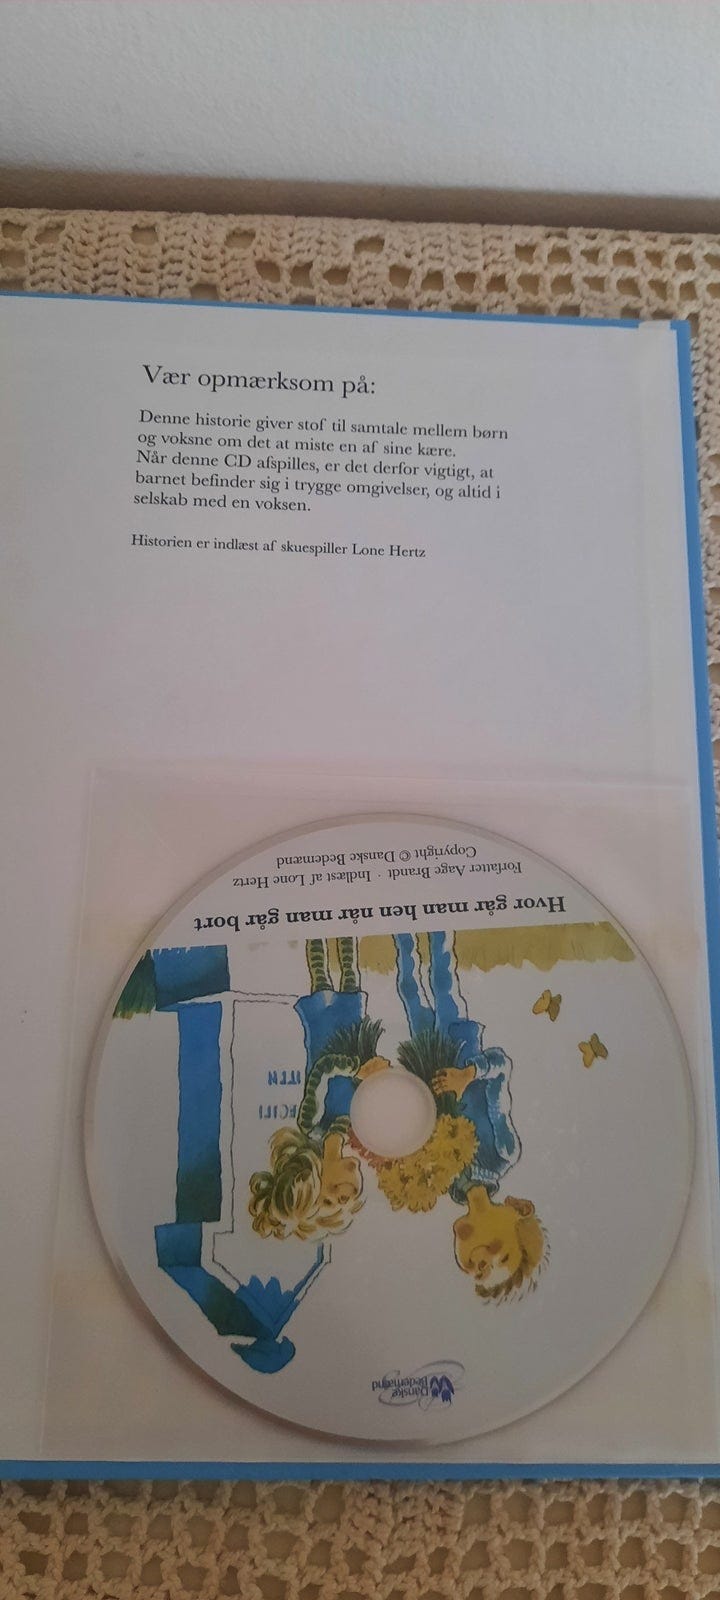 Vær opmærksom på:
Denne historie giver stof til samtale mellem børn
og voksne om det at miste en af sine kære.
Når denne CD afspilles, er det derfor vigtigt, at
barnet befinder sig i trygge omgivelser, og altid i
selskab med en voksen.
Historien er indlæst af skuespiller Lone Hertz
Hvor går man hen når man går bort
Forfatter Aage Brandt · Indlæst af Lone Hertz
Copyright © Danske Bedemænd
Danske
Bedemænd